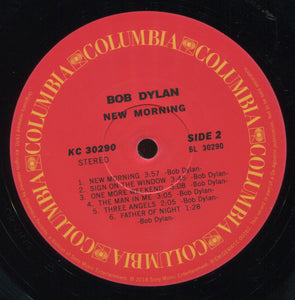 COLUMBIA COLUMBIA COLUMBIA COLUMBIA COLUMBIA COLUMBIA
BOB DYLAN
NEW MORNING
KC 30290 SIDE 2
STEREO BL 30290
1. NEW MORNING 3:57 -Bob Dylan-
2. SIGN ON THE WINDOW 3:39 -Bob Dylan-
3. ONE MORE WEEKEND 3:08 -Bob Dylan-
4. THE MAN IN ME 3:05 -Bob Dylan-
5. THREE ANGELS 2:05 -Bob Dylan-
6. FATHER OF NIGHT 1:28
-Bob Dylan-